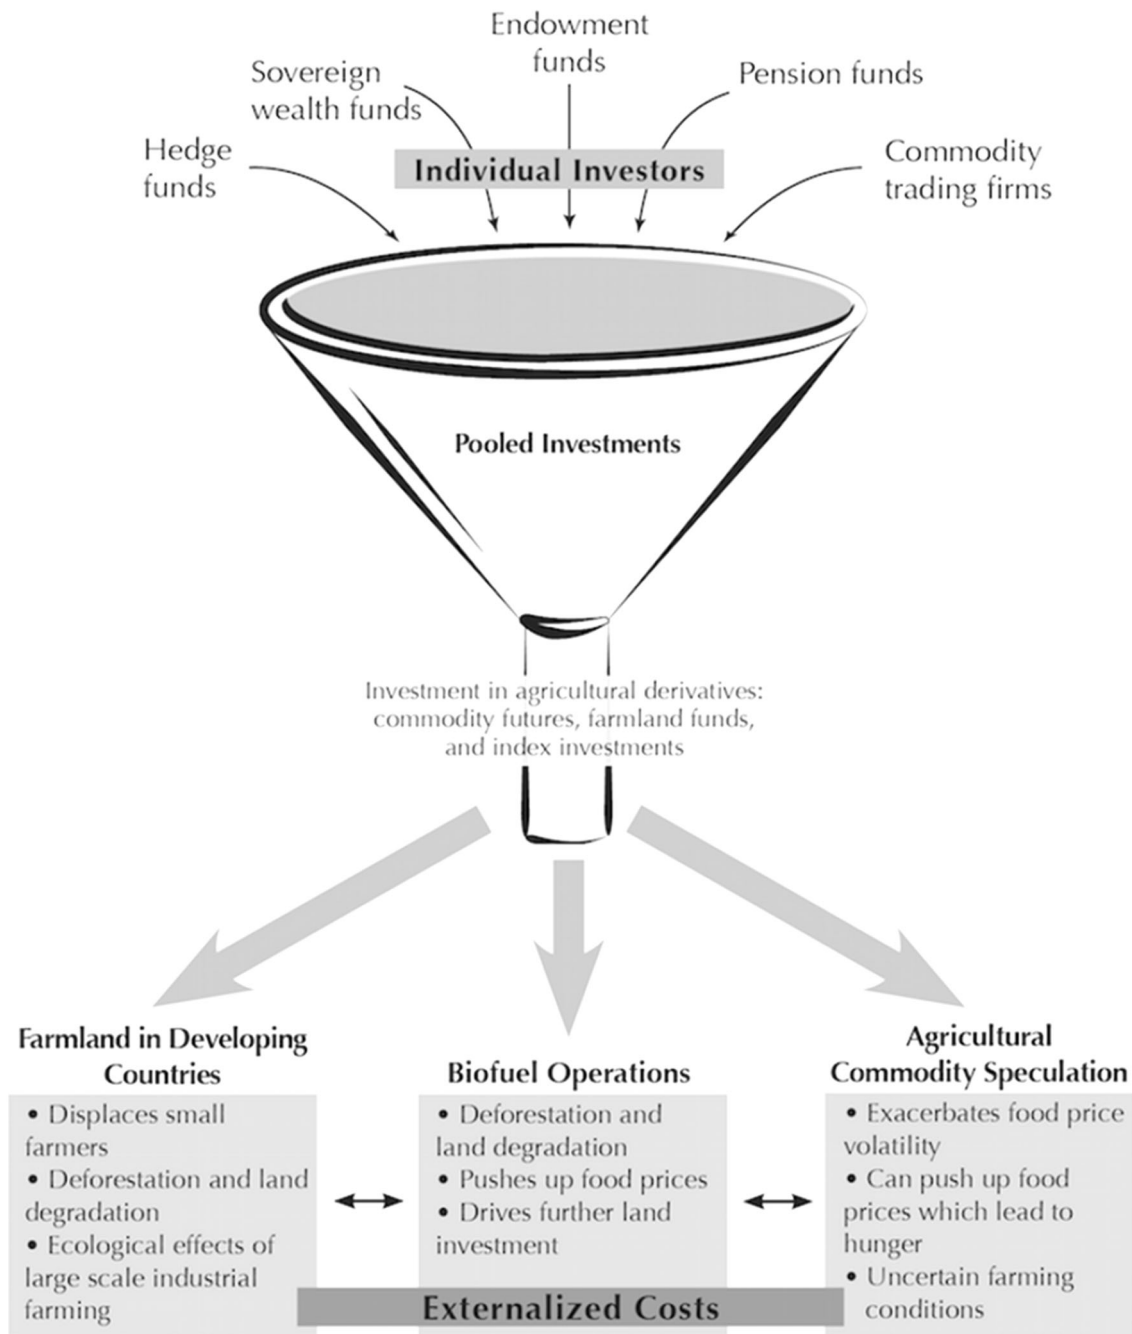 Endowment
funds
Sovereign
wealth funds
Pension funds
Hedge
funds
Individual Investors
Commodity
trading firms
Pooled Investments
Investment in agricultural derivatives:
commodity futures, farmland funds,
and index investments
Farmland in Developing
Countries
• Displaces small
farmers
• Deforestation and land
degradation
• Ecological effects of
large scale industrial
farming
Biofuel Operations
• Deforestation and
land degradation
• Pushes up food prices
• Drives further land
investment
Agricultural
Commodity Speculation
• Exacerbates food price
volatility
• Can push up food
prices which lead to
hunger
• Uncertain farming
conditions
Externalized Costs